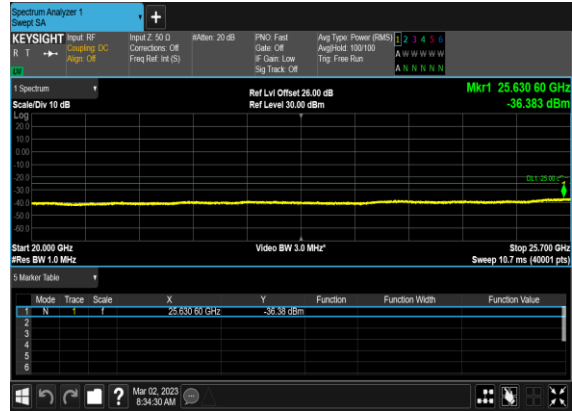 Spectrum Analyzer 1
Swept SA
+
KEYSIGHT Input: RF Input Z: 50 Ω #Atten: 20 dB PNO: Fast Avg Type: Power (RMS) 1 2 3 4 5 6
R T Coupling: DC Corrections: Off Gate: Off Avg|Hold: 100/100 A W W W W W
Align: Off Freq Ref: Int (S) IF Gain: Low Trig: Free Run
Sig Track: Off A N N N N N
1 Spectrum Ref Lvl Offset 26.00 dB Mkr1 25.630 60 GHz
Scale/Div 10 dB Ref Level 30.00 dBm -36.383 dBm
Log
20.0
10.0
0.00
-10.0
-20.0
-30.0
-40.0
-50.0
-60.0
Start 20.000 GHz Video BW 3.0 MHz* Stop 25.700 GHz
#Res BW 1.0 MHz Sweep 10.7 ms (40001 pts)
5 Marker Table
Mode Trace Scale X Y Function Function Width Function Value
1 N 1 f 25.630 60 GHz -36.38 dBm
2
3
4
5
6
? Mar 02, 2023
8:34:30 AM